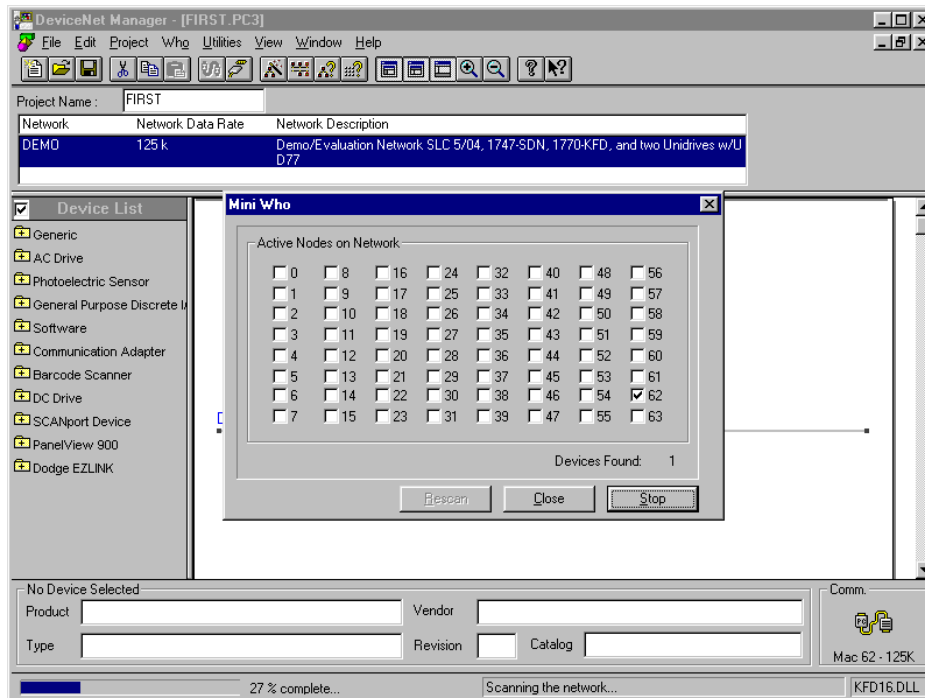 DeviceNet Manager - [FIRST.PC3]
File Edit Project Who Utilities View Window Help
Project Name : FIRST
Network Network Data Rate Network Description
DEMO 125 k Demo/Evaluation Network SLC 5/04, 1747-SDN, 1770-KFD, and two Unidrives w/U
D77
Device List
Generic
AC Drive
Photoelectric Sensor
General Purpose Discrete I/
Software
Communication Adapter
Barcode Scanner
DC Drive
SCANport Device
PanelView 900
Dodge EZLINK
Mini Who
Active Nodes on Network
0 8 16 24 32 40 48 56
1 9 17 25 33 41 49 57
2 10 18 26 34 42 50 58
3 11 19 27 35 43 51 59
4 12 20 28 36 44 52 60
5 13 21 29 37 45 53 61
6 14 22 30 38 46 54 62
7 15 23 31 39 47 55 63
Devices Found: 1
Rescan Close Stop
No Device Selected
Product Vendor
Type Revision Catalog
Comm.
Mac 62 - 125K
27 % complete... Scanning the network... KFD16.DLL